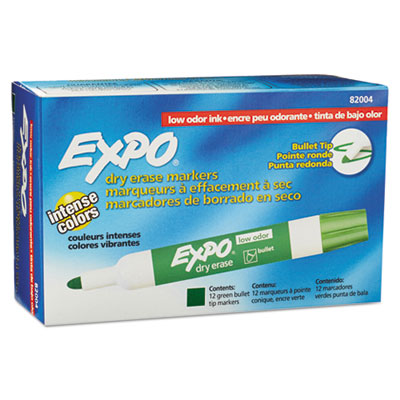 82004
low odor ink • encre peu odorante • tinta de bajo olor
EXPO®
Bullet Tip
Pointe ronde
Punta redonda
dry erase markers
marqueurs à effacement à sec
marcadores de borrado en seco
intense
colors
couleurs intenses
colores vibrantes
EXPO
low odor
dry erase
bullet
Contents:
12 green bullet
tip markers
Contenu:
12 marqueurs à pointe
conique, encre verte
Contenido:
12 marcadores
verdes punta de bala
EXPO
82004